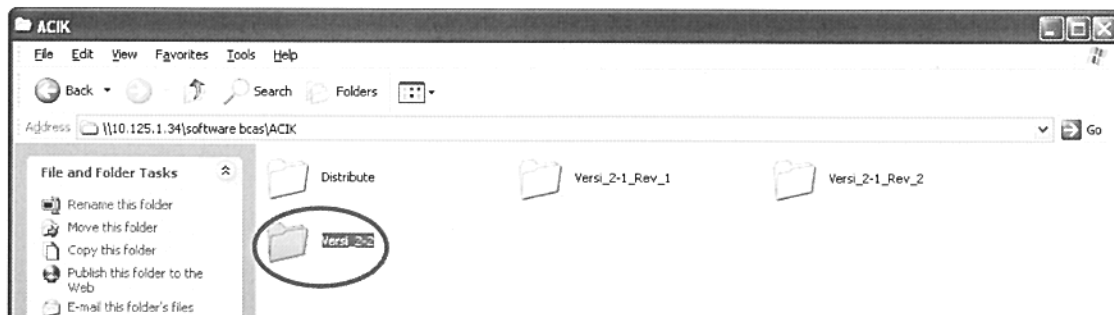 ACIK
File Edit View Favorites Tools Help
Back Search Folders
Address \\10.125.1.34\software bcas\ACIK Go
File and Folder Tasks
Distribute Versi_2-1_Rev_1 Versi_2-1_Rev_2
Rename this folder
Move this folder
Versi_2-2
Copy this folder
Publish this folder to the
Web
E-mail this folder's files